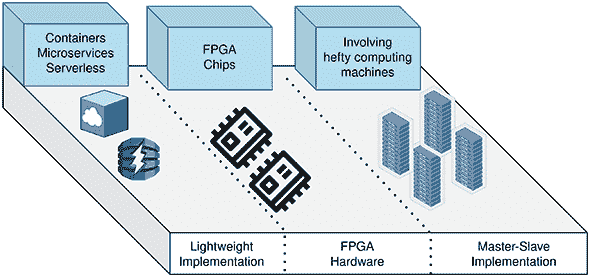 Containers
Microservices
Serverless
FPGA
Chips
Involving
hefty computing
machines
Lightweight
Implementation
FPGA
Hardware
Master-Slave
Implementation